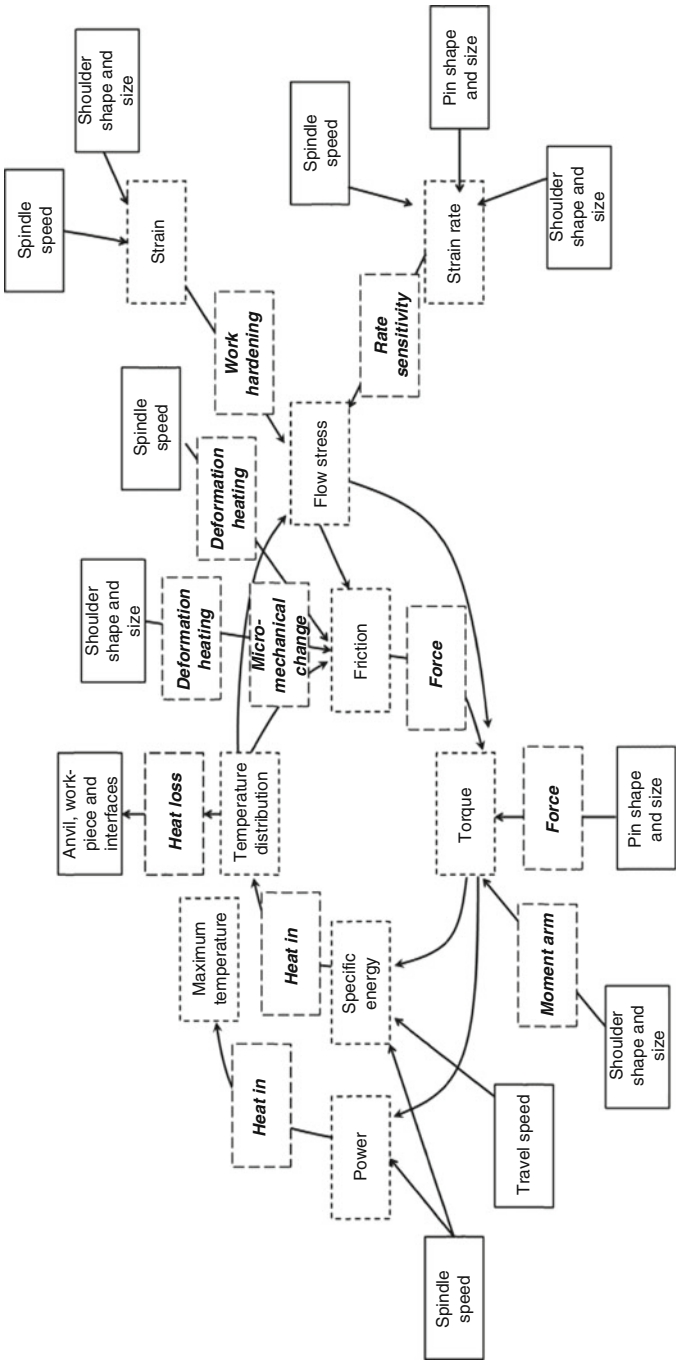 Spindle
speed
Anvil, work-
piece and
interfaces
Shoulder
shape and
size
Shoulder
shape and
size
Spindle
speed
Strain
Heat loss
Deformation
heating
Maximum
temperature
Deformation
heating
Work
hardening
Temperature
distribution
Heat in
Heat in
Micro-
mechanical
change
Flow stress
Spindle
speed
Power
Specific
energy
Friction
Rate
sensitivity
Force
Strain rate
Pin shape
and size
Spindle
speed
Torque
Travel speed
Moment arm
Force
Shoulder
shape and
size
Shoulder
shape and
size
Pin shape
and size